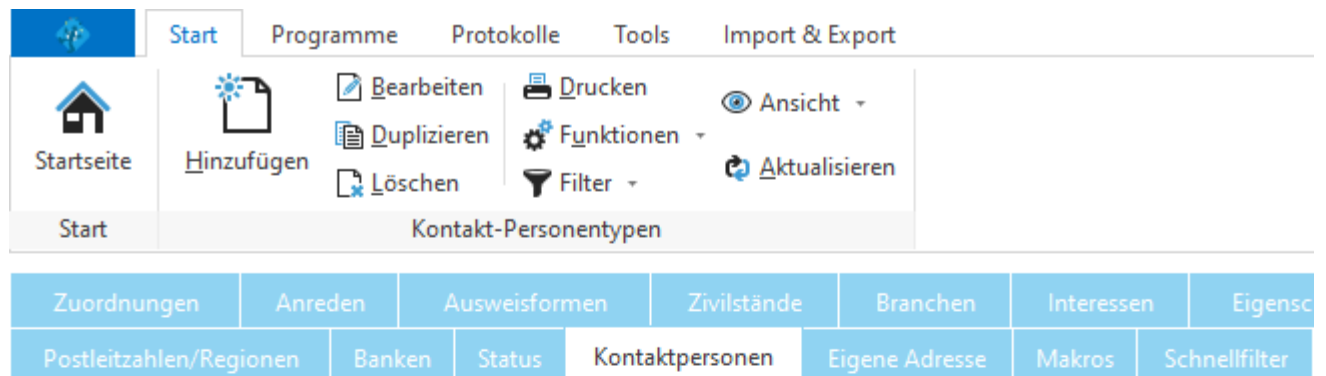 Start Programme Protokolle Tools Import & Export
Bearbeiten Drucken
Ansicht
Duplizieren Funktionen
Startseite Hinzufügen
Aktualisieren
Löschen Filter
Start Kontakt-Personentypen
Zuordnungen Anreden Ausweisformen Zivilstände Branchen Interessen Eigensc
Postleitzahlen/Regionen Banken Status Kontaktpersonen Eigene Adresse Makros Schnellfilter